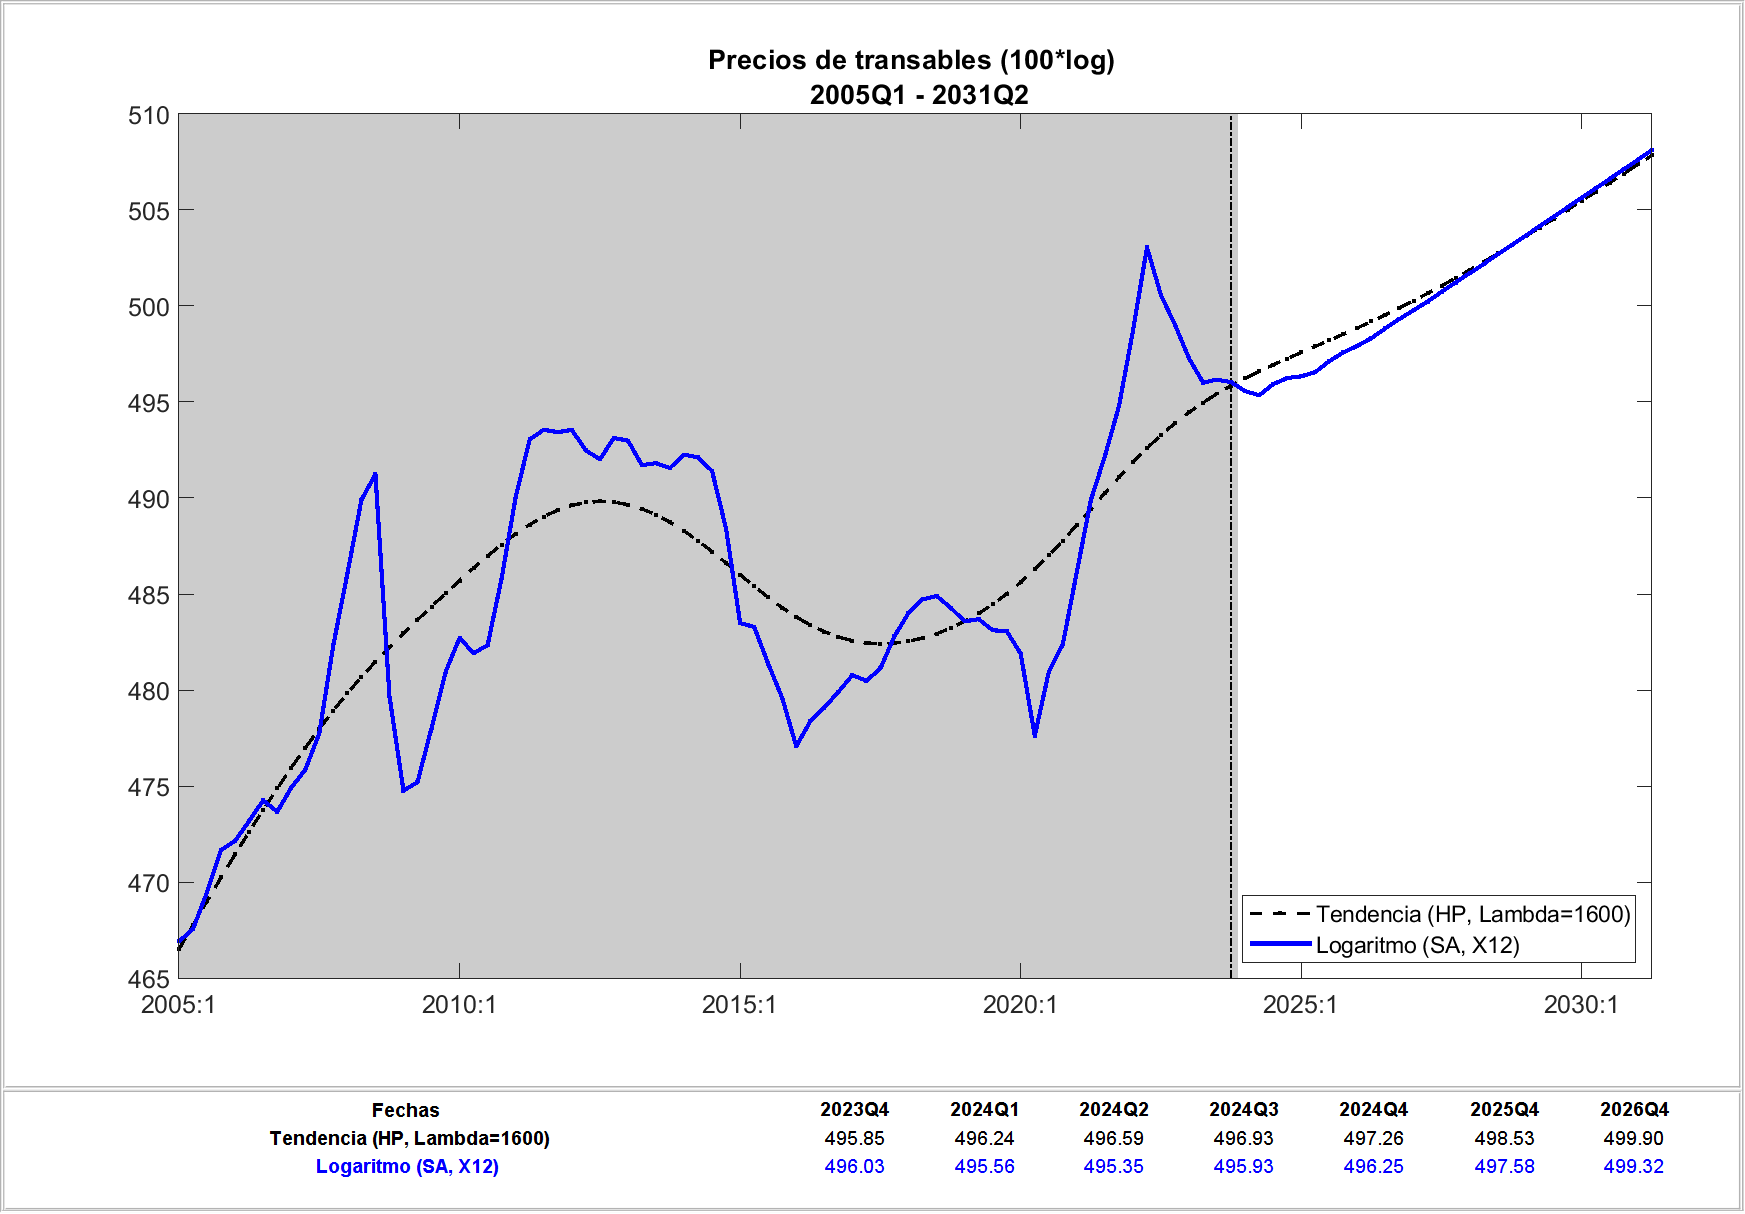 Precios de transables (100*log)
2005Q1 - 2031Q2
510
505
500
495
490
485
480
475
470
465
2005:1 2010:1 2015:1 2020:1 2025:1 2030:1
Tendencia (HP, Lambda=1600)
Logaritmo (SA, X12)
Fechas 2023Q4 2024Q1 2024Q2 2024Q3 2024Q4 2025Q4 2026Q4
Tendencia (HP, Lambda=1600) 495.85 496.24 496.59 496.93 497.26 498.53 499.90
Logaritmo (SA, X12) 496.03 495.56 495.35 495.93 496.25 497.58 499.32